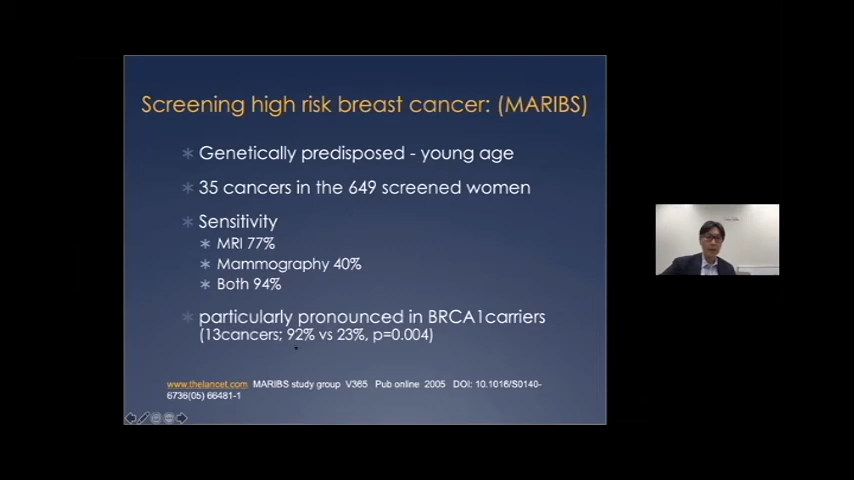 Screening high risk breast cancer: (MARIBS)
Genetically predisposed - young age
35 cancers in the 649 screened women
Sensitivity
MRI 77%
Mammography 40%
Both 94%
particularly pronounced in BRCA1carriers
(13cancers; 92% vs 23%, p=0.004)
www.thelancet.com MARIBS study group V365 Pub online 2005 DOI: 10.1016/S0140-
6736(05) 66481-1